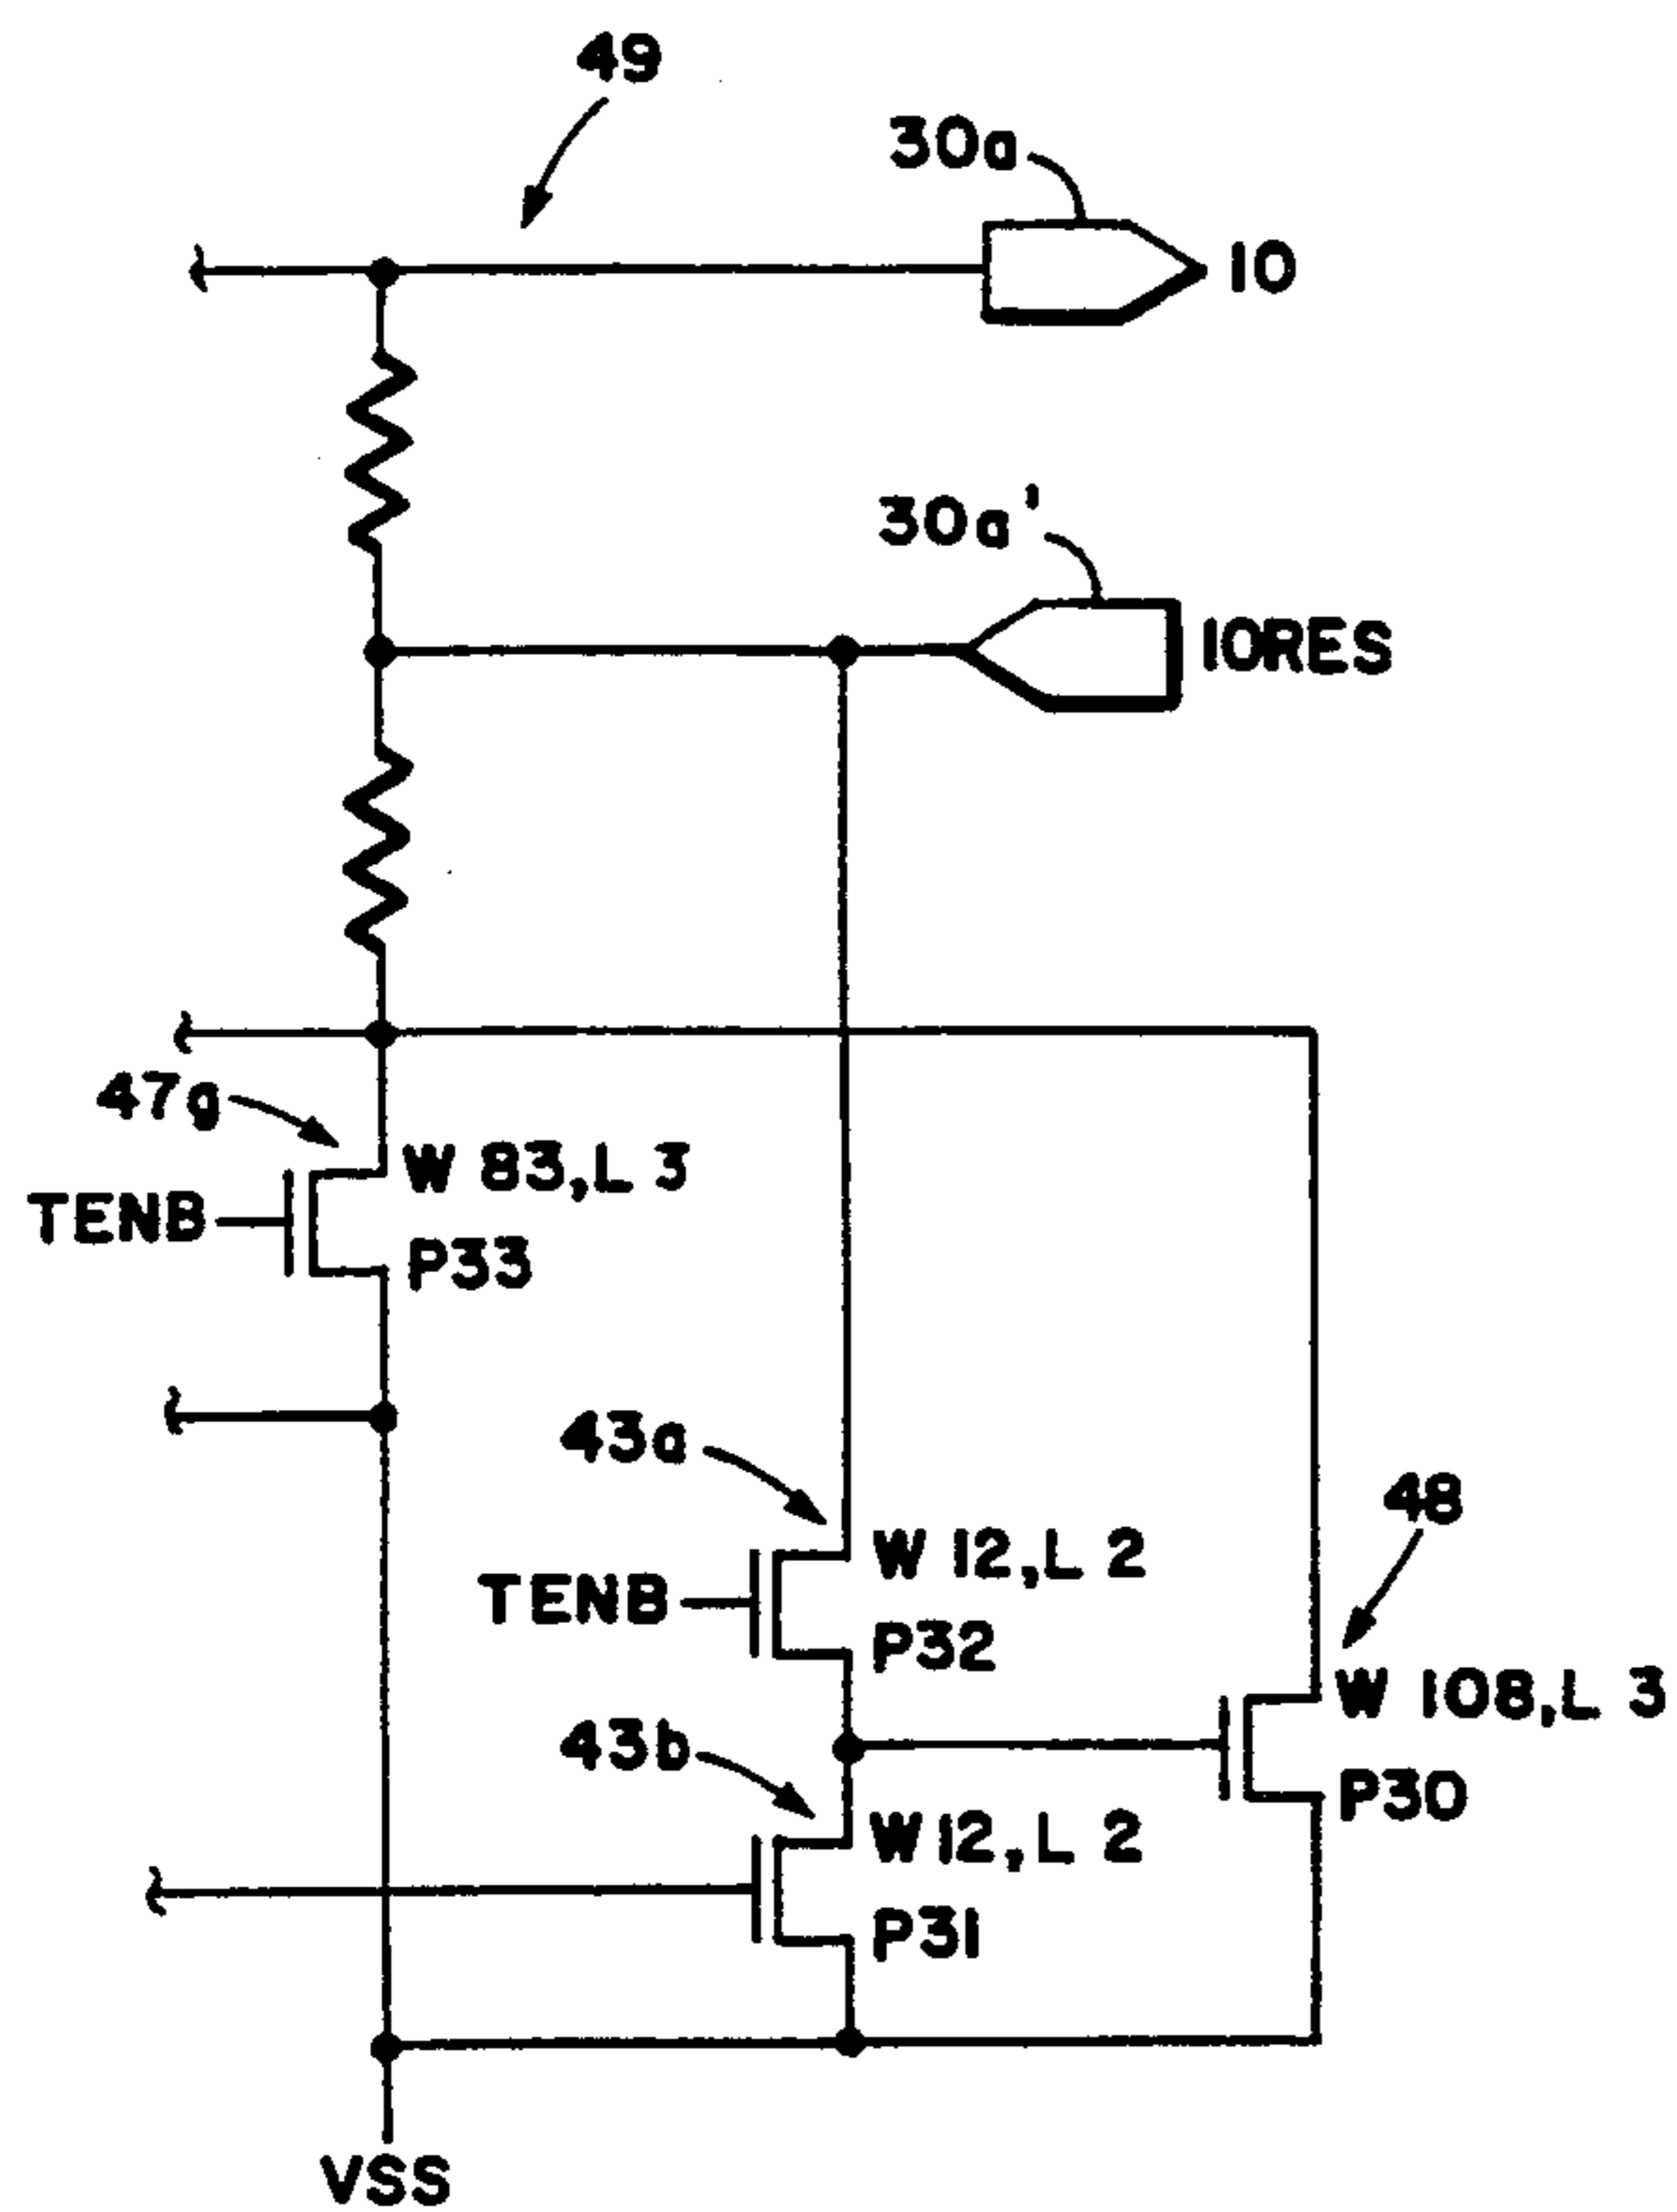 49
30a
IO
30a'
IORES
47g
W 83,L 3
TENB
P33
43a
W 12,L 2
TENB
P32
48
W 108,L 3
P30
43b
W12,L 2
P31
VSS